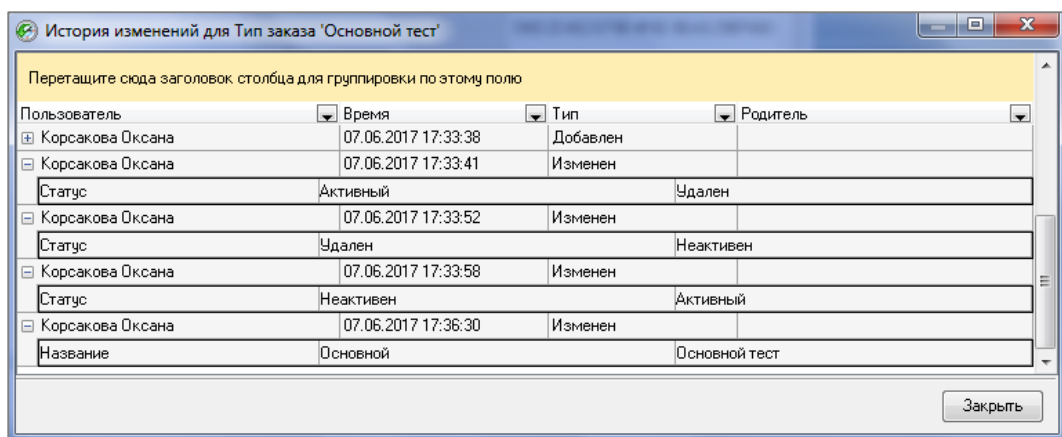 История изменений для Тип заказа 'Основной тест'
Перетащите сюда заголовок столбца для группировки по этому полю
Пользователь Время Тип Родитель
Корсакова Оксана 07.06.2017 17:33:38 Добавлен
Корсакова Оксана 07.06.2017 17:33:41 Изменен
Статус Активный Удален
Корсакова Оксана 07.06.2017 17:33:52 Изменен
Статус Удален Неактивен
Корсакова Оксана 07.06.2017 17:33:58 Изменен
Статус Неактивен Активный
Корсакова Оксана 07.06.2017 17:36:30 Изменен
Название Основной Основной тест
Закрыть